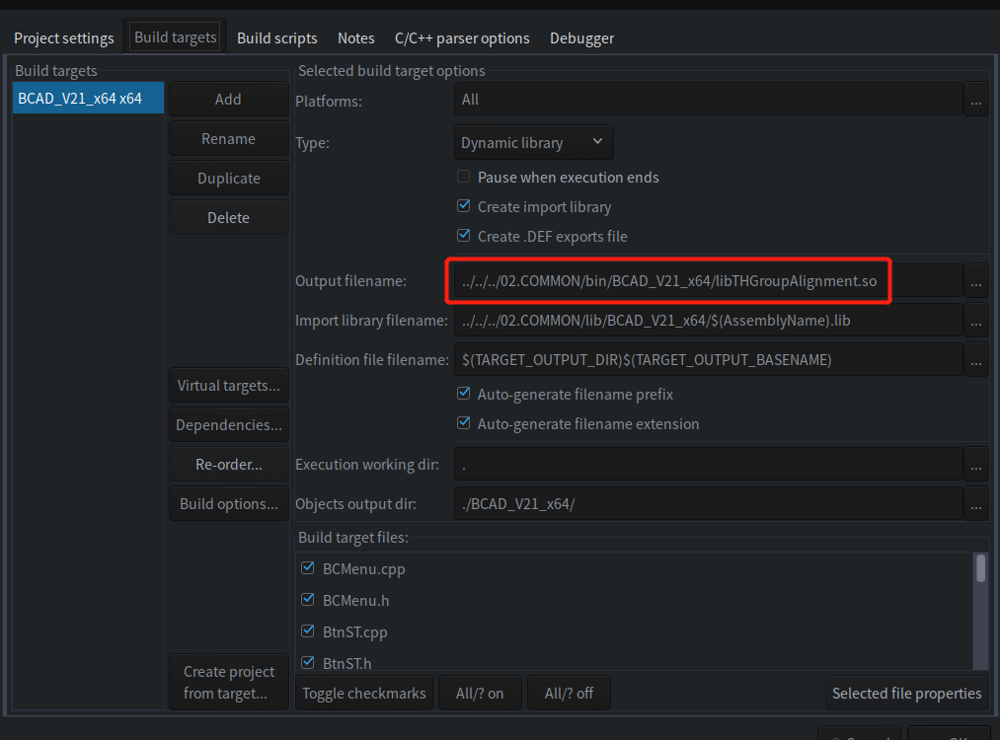 Project settings Build targets Build scripts Notes C/C++ parser options Debugger
Build targets
BCAD_V21_x64 x64
Add
Rename
Duplicate
Delete
Virtual targets...
Dependencies...
Re-order...
Build options...
Create project
from target...
Selected build target options
Platforms: All ...
Type: Dynamic library
Pause when execution ends
Create import library
Create .DEF exports file
Output filename: ../../../02.COMMON/bin/BCAD_V21_x64/libTHGroupAlignment.so ...
Import library filename: ../../../02.COMMON/lib/BCAD_V21_x64/$(AssemblyName).lib ...
Definition file filename: $(TARGET_OUTPUT_DIR)$(TARGET_OUTPUT_BASENAME) ...
Auto-generate filename prefix
Auto-generate filename extension
Execution working dir: . ...
Objects output dir: ./BCAD_V21_x64/ ...
Build target files:
BCMenu.cpp
BCMenu.h
BtnST.cpp
BtnST.h
Toggle checkmarks All/? on All/? off Selected file properties